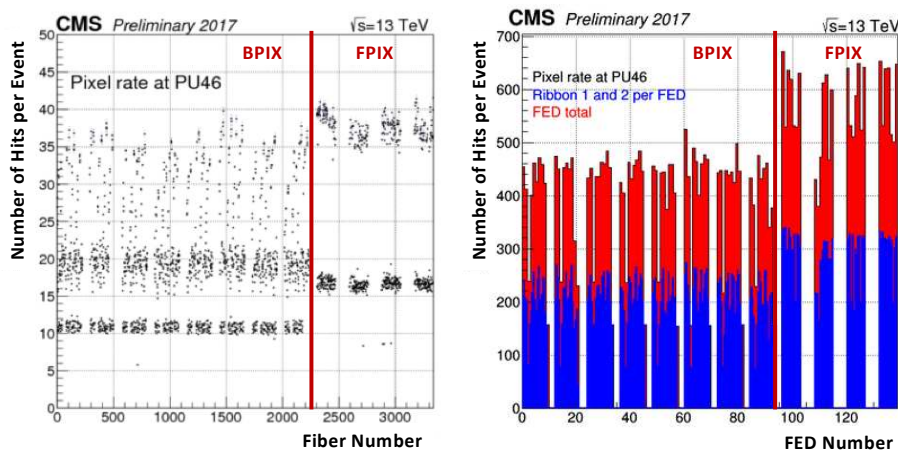 CMS Preliminary 2017 √s=13 TeV
BPIX FPIX
Pixel rate at PU46
Number of Hits per Event
50
45
40
35
30
25
20
15
10
5
0
0 500 1000 1500 2000 2500 3000
Fiber Number
CMS Preliminary 2017 √s=13 TeV
BPIX FPIX
Pixel rate at PU46
Ribbon 1 and 2 per FED
FED total
Number of Hits per Event
700
600
500
400
300
200
100
0
0 20 40 60 80 100 120
FED Number